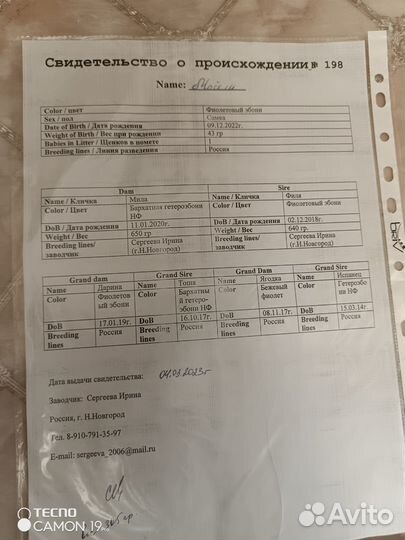 Свидетельство о происхождении № 198
Name:
Color / цвет Фиолетовый эбони
Sex / пол Самка
Date of Birth / Дата рождения 09.12.2022г.
Weight of Birth / Вес при рождении 43 гр
Babies in Litter / Щенков в помете 1
Breeding lines / Линия разведения Россия
Dam Sire
Name / Кличка Мила Name / Кличка Филя
Color / Цвет Бархатная гетероэбони НФ Color / Цвет Фиолетовый эбони
DoB / Дата рождения 11.01.2020г. DoB / Дата рождения 02.12.2018г.
Weight / Вес 650 гр Weight / Вес 640 гр.
Breeding lines/ заводчик Сергеева Ирина (г.Н.Новгород) Breeding lines/ заводчик Сергеева Ирина (г.Н.Новгород)
Grand Dam Grand Sire Grand Dam Grand Sire
Name Дарина Name Тоша Name Ягодка Name Испанец
Color Фиолетовый эбони Color Бархатный гетероэбони НФ Color Бежевый фиолет Color Гетероэбони НФ
DoB 17.01.19г. DoB 16.10.17г. DoB 08.11.17г. DoB 15.03.14г.
Breeding lines Россия Breeding lines Россия Breeding lines Россия Breeding lines Россия
Дата выдачи свидетельства: 04.03.2023г
Заводчик: Сергеева Ирина
Россия, г. Н.Новгород
Тел. 8-910-791-35-97
E-mail: sergeeva_2006@mail.ru
ТЕСПО
CAMON 19
Avito